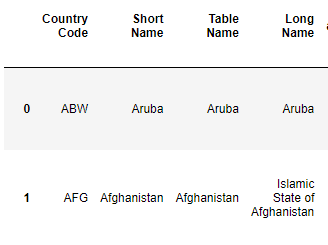 Country Short Table Long
Code Name Name Name
0 ABW Aruba Aruba Aruba
Islamic
1 AFG Afghanistan Afghanistan State of
Afghanistan